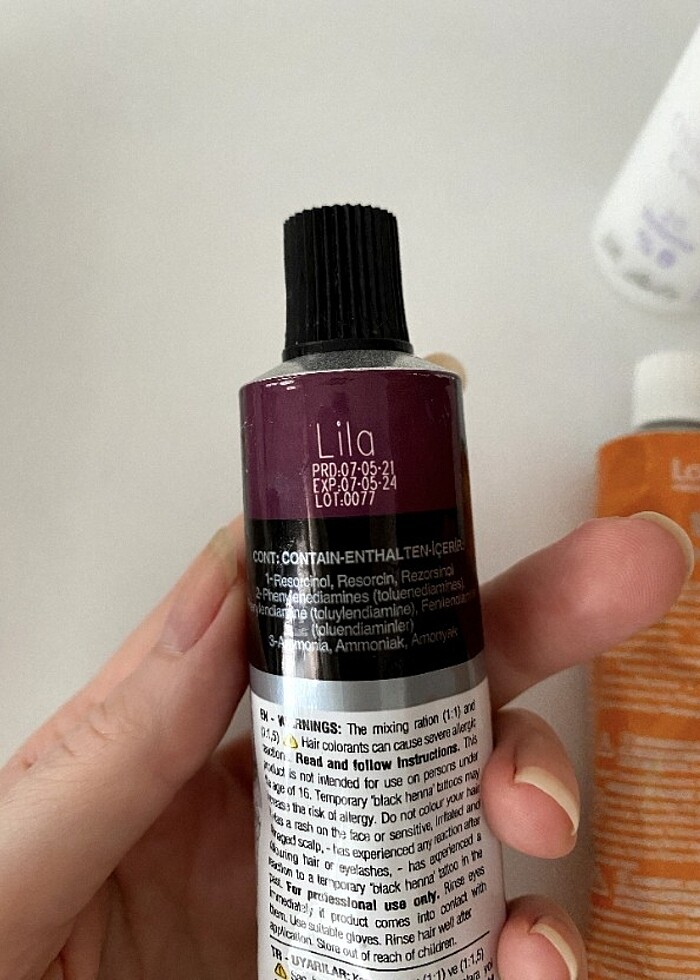 Lila
PRD:07-05-21
EXP:07-05-24
LOT:0077
CONT: CONTAIN-ENTHALTEN-İÇERİR:
1-Resorcinol, Resorcin, Rezorsinol
2-Phenylenediamines (toluenediamines),
(toluylendiamine), Fenilendiamin
(toluendiaminler)
3-Ammonia, Ammoniak, Amonyak
EN - WARNINGS: The mixing ration (1:1) and
(1:1,5) Hair colorants can cause severe allergic
reaction. Read and follow Instructions. This
product is not intended for use on persons under
age of 16. Temporary "black henna" tattoos may
increase the risk of allergy. Do not colour your hair
has a rash on the face or sensitive, irritated and
damaged scalp, - has experienced any reaction after
colouring hair or eyelashes, - has experienced a
reaction to a temporary "black henna" tattoo in the
past. For professional use only. Rinse eyes
immediately if product comes into contact with
them. Use suitable gloves. Rinse hair well after
application. Store out of reach of children.
TR - UYARILAR: (1:1) ve (1:1,5)